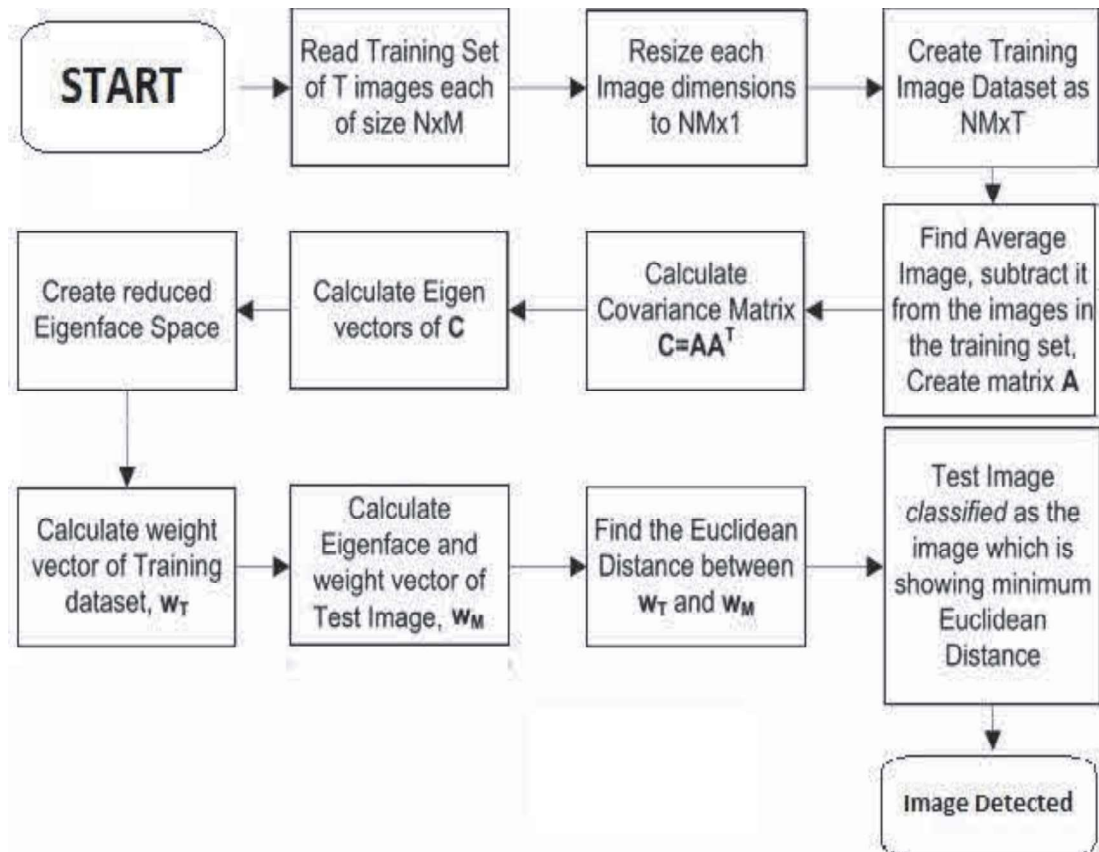 START
Read Training Set
of T images each
of size NxM
Resize each
Image dimensions
to NMx1
Create Training
Image Dataset as
NMxT
Find Average
Image, subtract it
from the images in
the training set,
Create matrix A
Calculate
Covariance Matrix
C=AAᵀ
Calculate Eigen
vectors of C
Create reduced
Eigenface Space
Calculate weight
vector of Training
dataset, w_T
Calculate
Eigenface and
weight vector of
Test Image, w_M
Find the Euclidean
Distance between
w_T and w_M
Test Image
classified as the
image which is
showing minimum
Euclidean
Distance
Image Detected